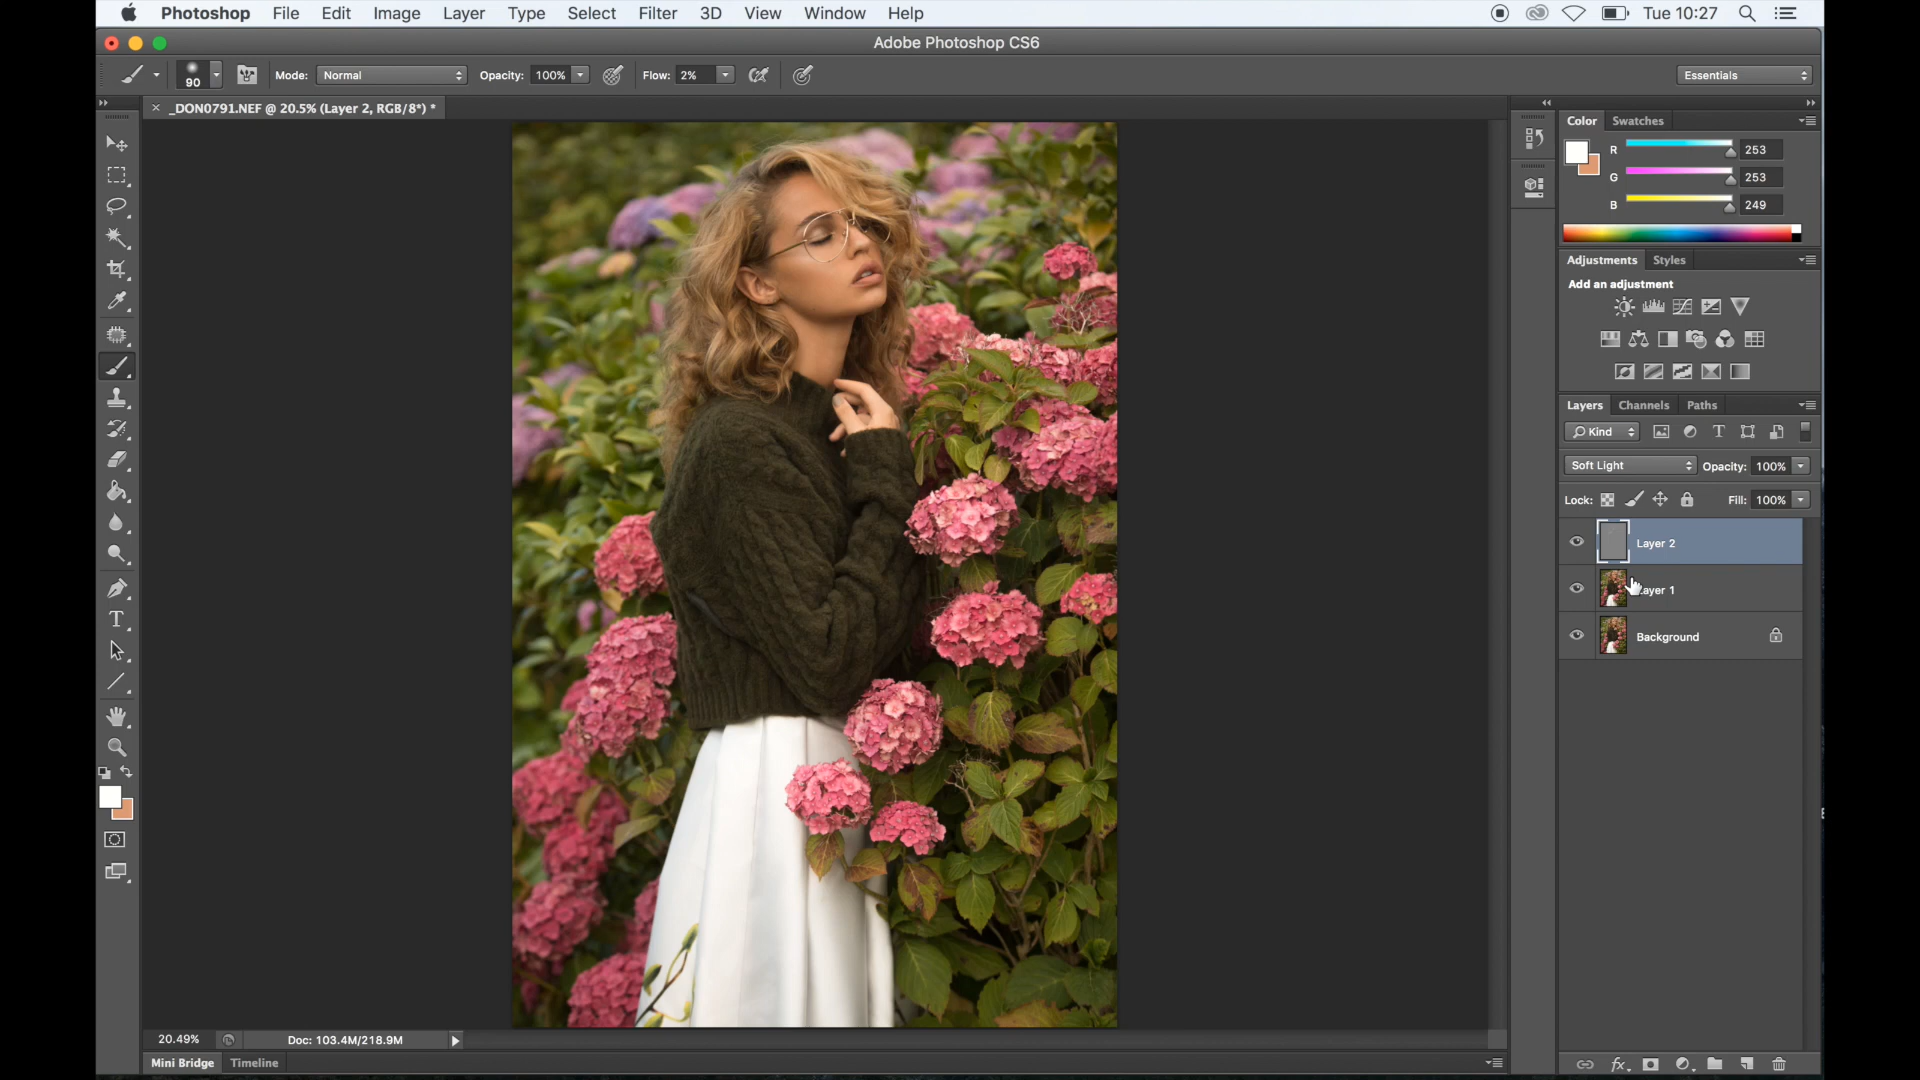 Photoshop File Edit Image Layer Type Select Filter 3D View Window Help Tue 10:27
Adobe Photoshop CS6
90 Mode: Normal Opacity: 100% Flow: 2% Essentials
_DON0791.NEF @ 20.5% (Layer 2, RGB/8*) *
Color Swatches
R 253
G 253
B 249
Adjustments Styles
Add an adjustment
Layers Channels Paths
Kind
Soft Light Opacity: 100%
Lock: Fill: 100%
Layer 2
ayer 1
Background
20.49% Doc: 103.4M/218.9M
Mini Bridge Timeline